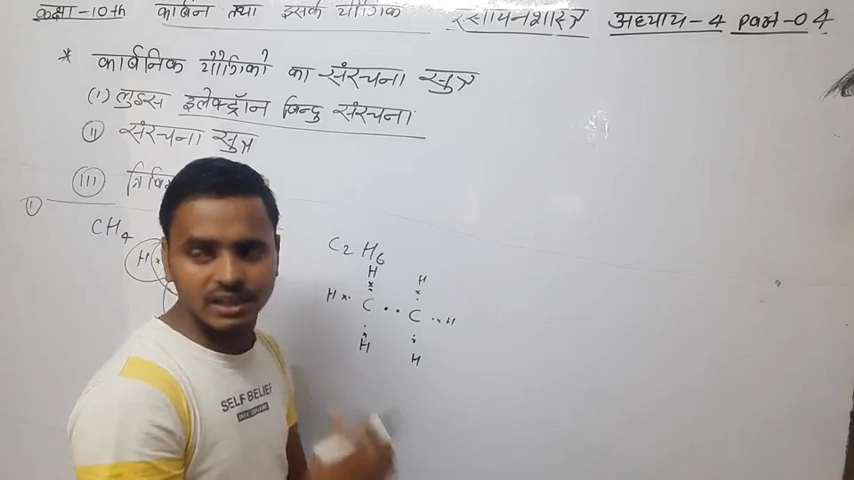 कक्षा-10th कार्बन तथा इसके यौगिक रसायनशास्त्र अध्याय-4 Part-04
* कार्बनिक यौगिकों का संरचना सुत्र
(i) लुइस इलेक्ट्रॉन बिन्दु संरचना
(ii) संरचना सुत्र
(iii)
(i)
CH4
H
C2H6
H H
H C C H
H H
SELF BELIEF